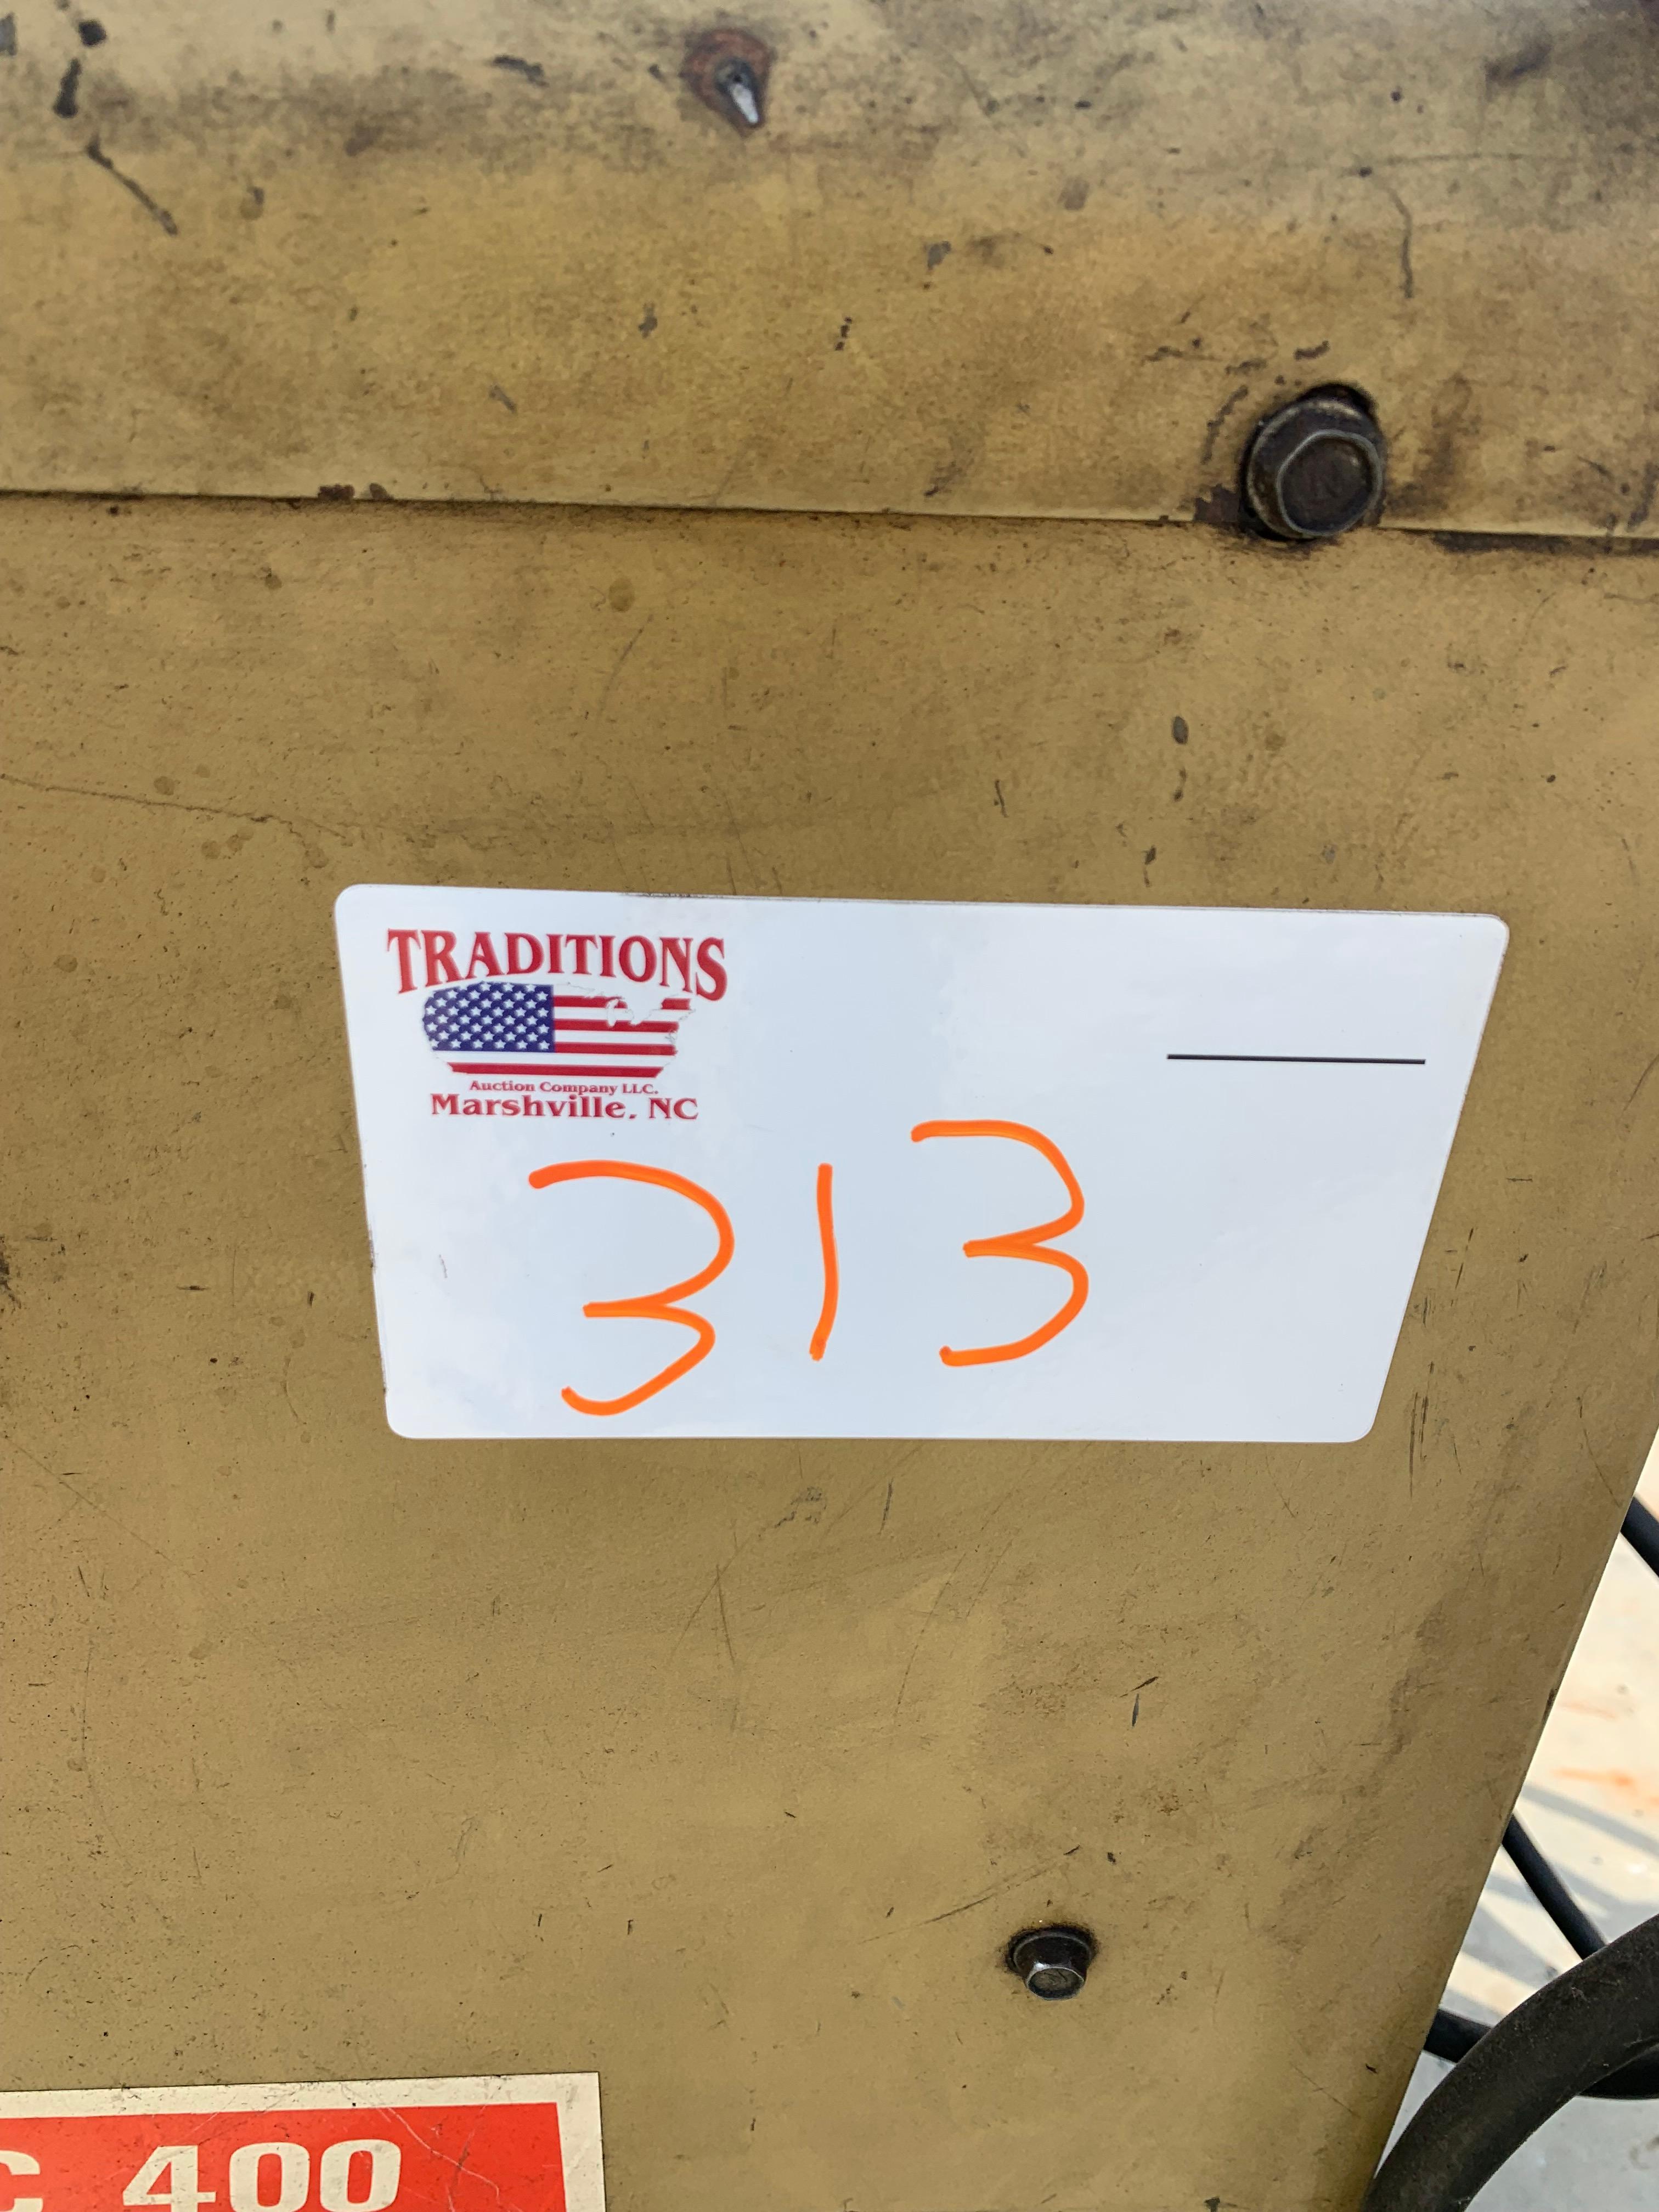 TRADITIONS
Auction Company LLC.
Marshville, NC
313
C 400